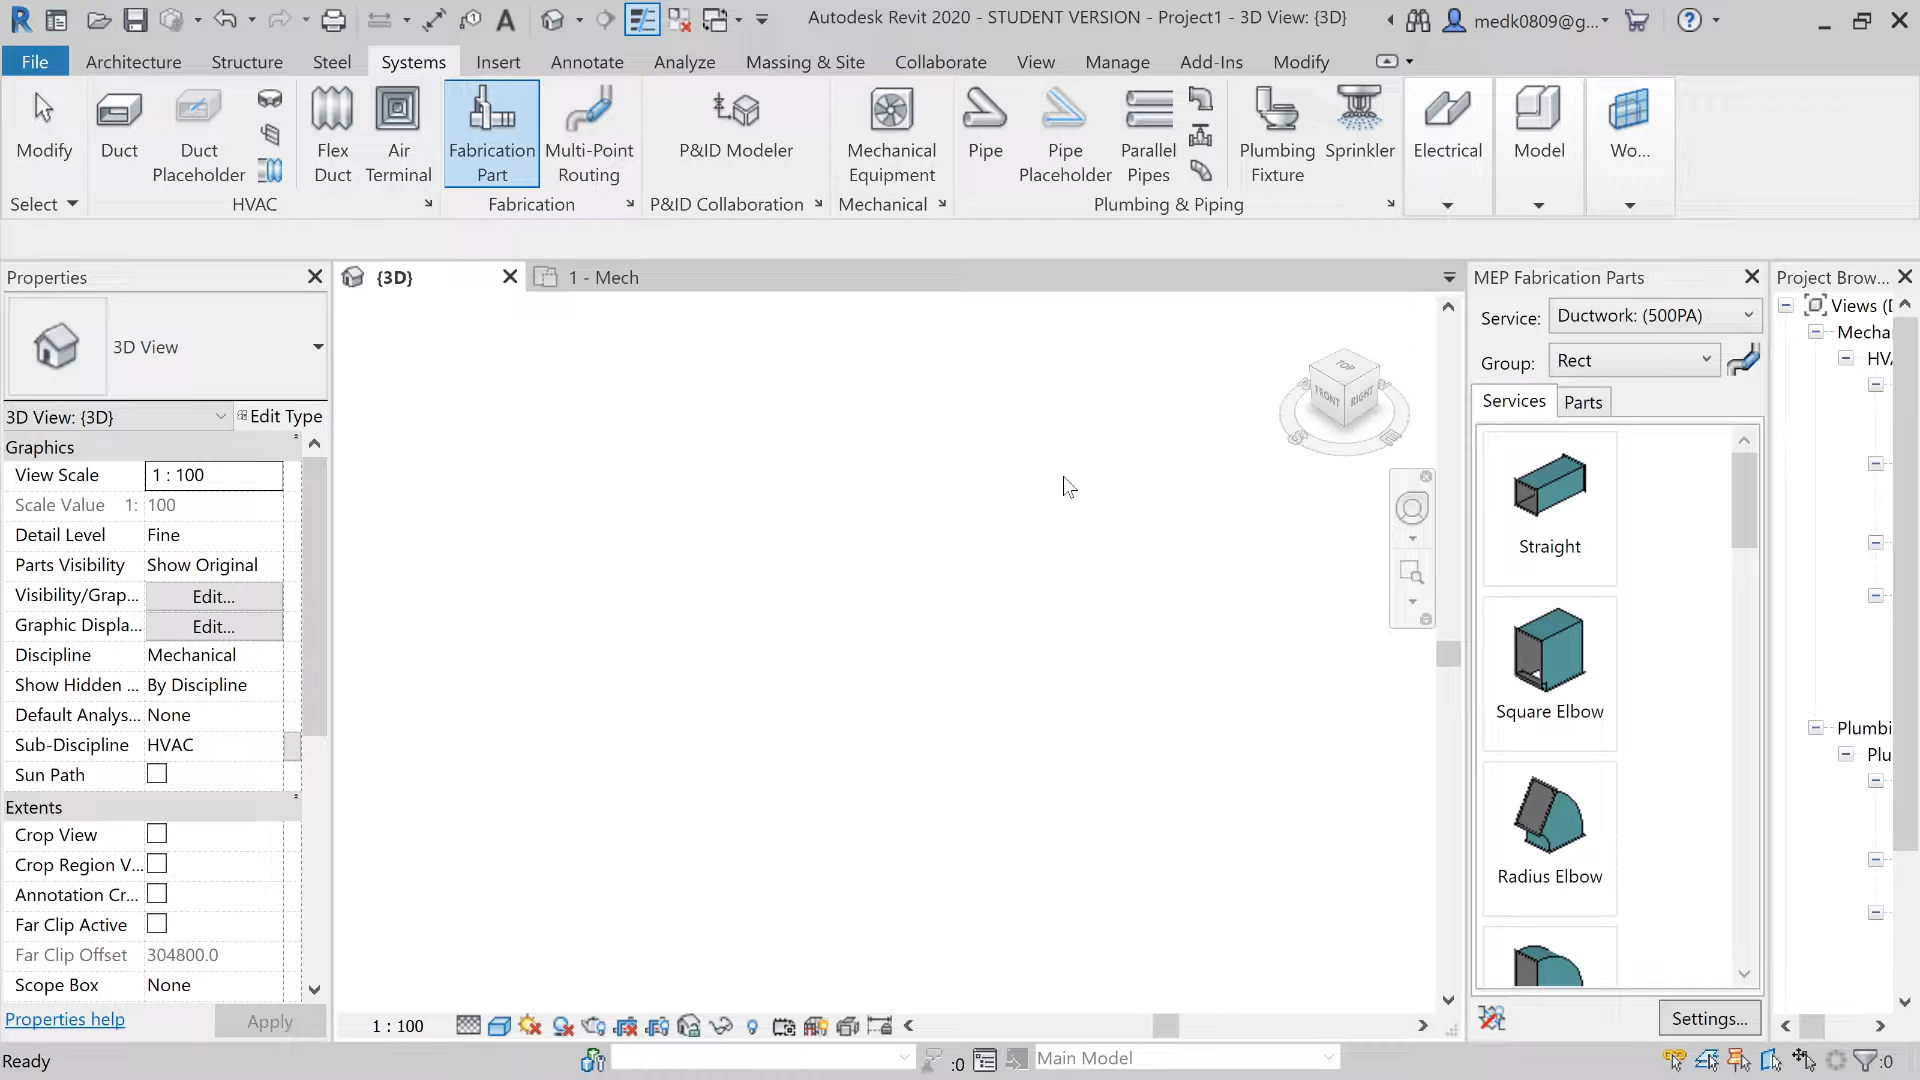 Autodesk Revit 2020 - STUDENT VERSION - Project1 - 3D View: {3D}
medk0809@g...
File Architecture Structure Steel Systems Insert Annotate Analyze Massing & Site Collaborate View Manage Add-Ins Modify
Modify
Duct
Duct
Placeholder
Flex
Duct
Air
Terminal
Fabrication
Part
Multi-Point
Routing
P&ID Modeler
Mechanical
Equipment
Pipe
Pipe
Placeholder
Parallel
Pipes
Plumbing
Fixture
Sprinkler
Electrical
Model
Wo...
Select
HVAC
Fabrication
P&ID Collaboration
Mechanical
Plumbing & Piping
Properties
3D View
3D View: {3D}
Edit Type
Graphics
View Scale 1 : 100
Scale Value 1: 100
Detail Level Fine
Parts Visibility Show Original
Visibility/Grap... Edit...
Graphic Displa... Edit...
Discipline Mechanical
Show Hidden ... By Discipline
Default Analys... None
Sub-Discipline HVAC
Sun Path
Extents
Crop View
Crop Region V...
Annotation Cr...
Far Clip Active
Far Clip Offset 304800.0
Scope Box None
Properties help
Apply
{3D}
1 - Mech
TOP
FRONT
RIGHT
S
E
1 : 100
MEP Fabrication Parts
Service: Ductwork: (500PA)
Group: Rect
Services
Parts
Straight
Square Elbow
Radius Elbow
Settings...
Project Brow...
Views (
Mecha
HV
Plumbi
Plu
Ready
:0
Main Model
:0